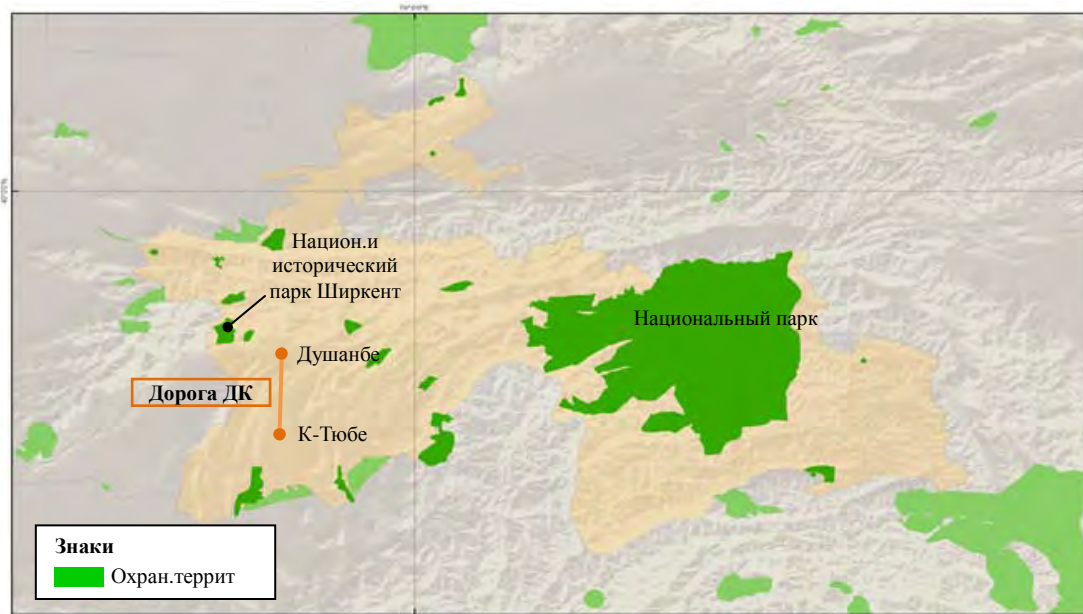 Национ.и
исторический
парк Ширкент
Национальный парк
Душанбе
Дорога ДК
К-Тюбе
Знаки
Охран.террит